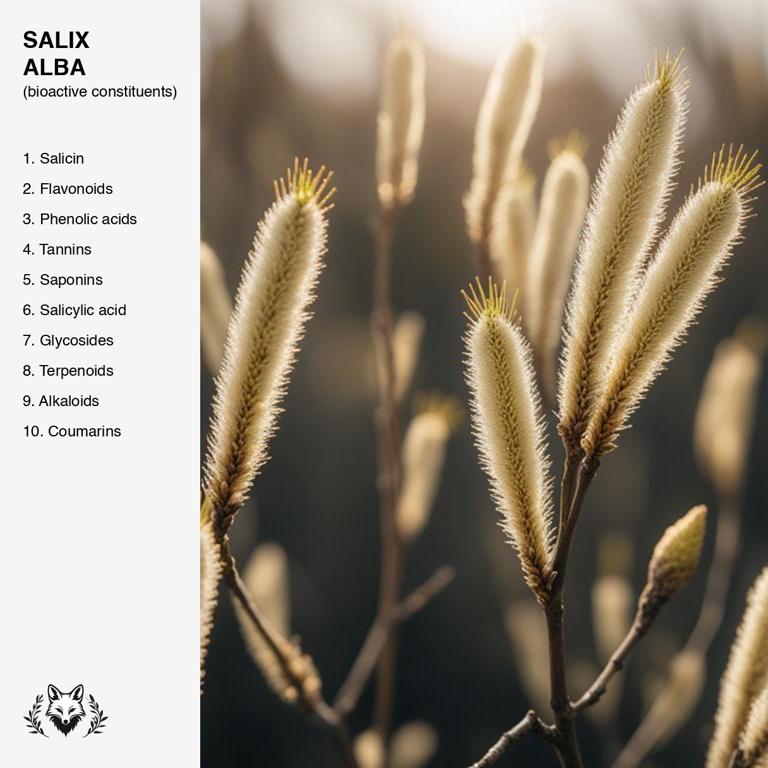 SALIX
ALBA
(bioactive constituents)
1. Salicin
2. Flavonoids
3. Phenolic acids
4. Tannins
5. Saponins
6. Salicylic acid
7. Glycosides
8. Terpenoids
9. Alkaloids
10. Coumarins